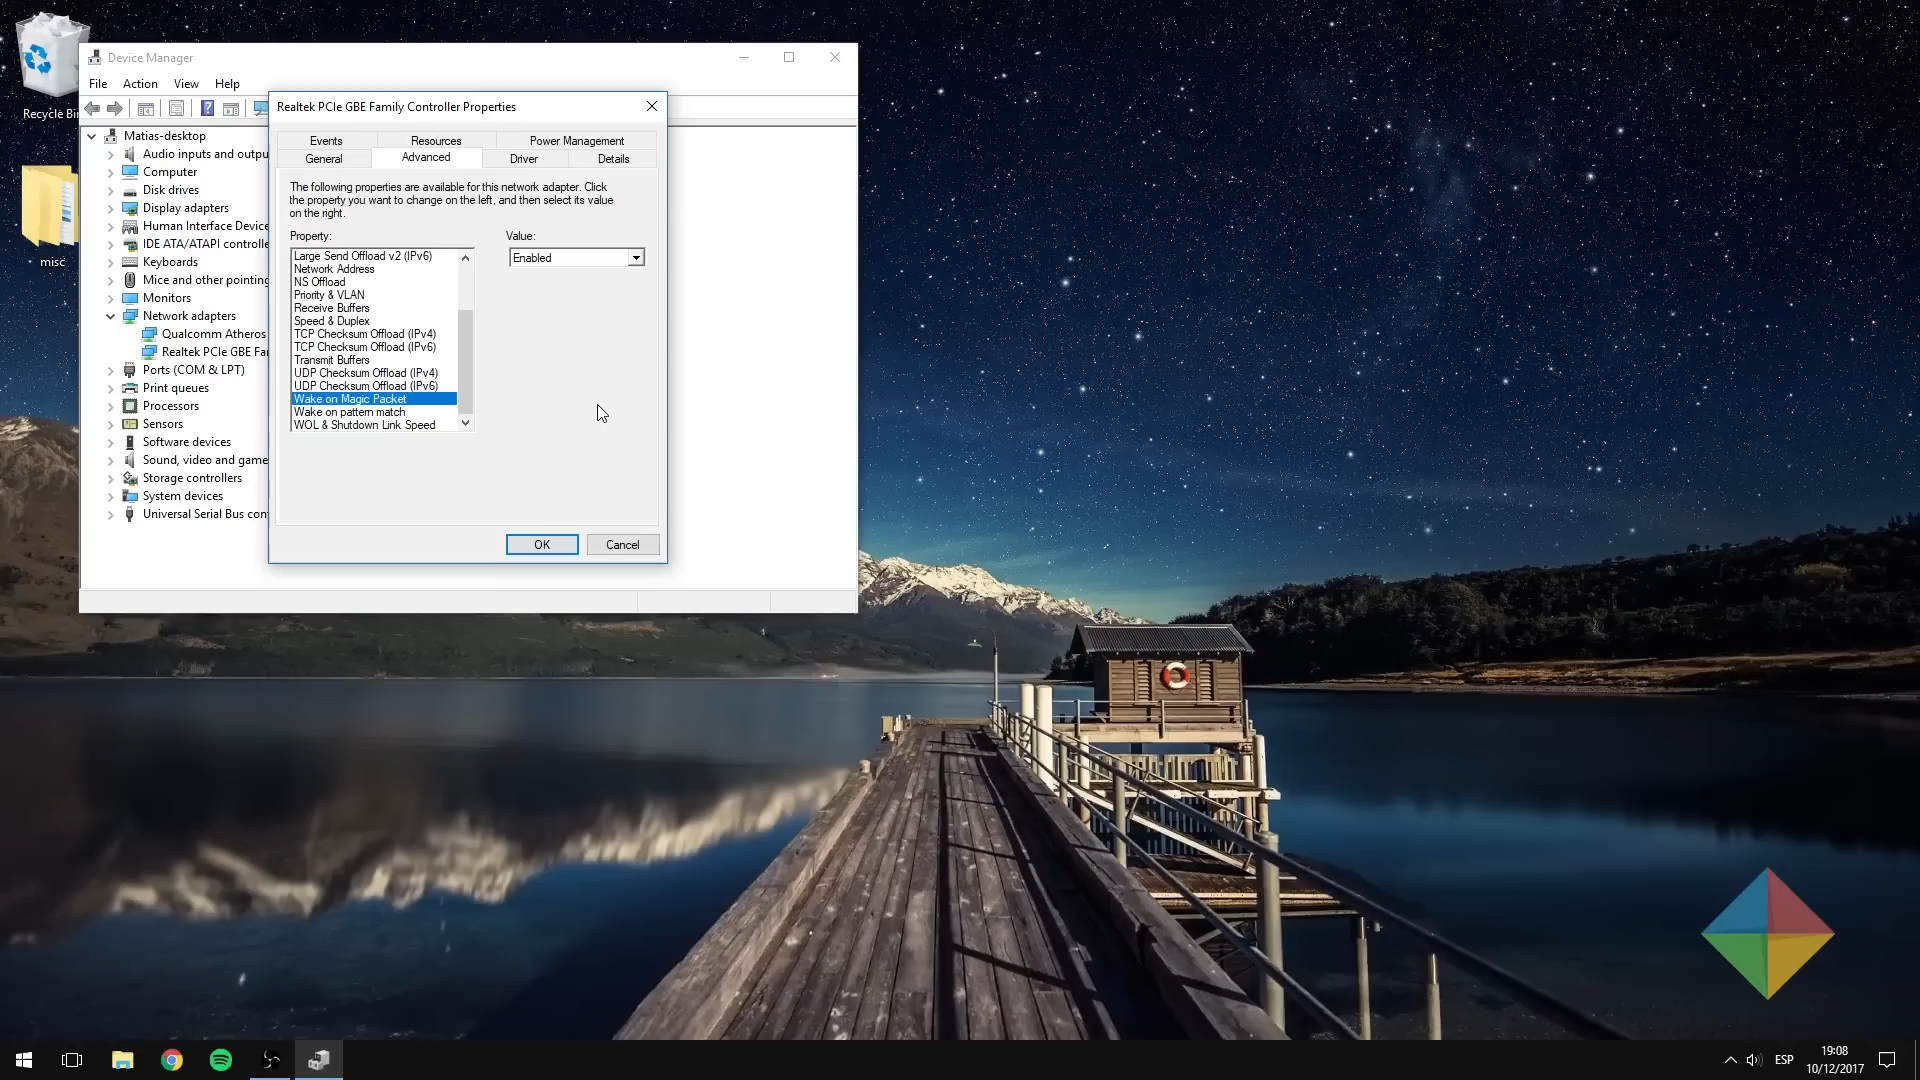 Recycle Bin
misc
Device Manager
File Action View Help
Matias-desktop
Audio inputs and outpu
Computer
Disk drives
Display adapters
Human Interface Device
IDE ATA/ATAPI controlle
Keyboards
Mice and other pointing
Monitors
Network adapters
Qualcomm Atheros
Realtek PCIe GBE Far
Ports (COM & LPT)
Print queues
Processors
Sensors
Software devices
Sound, video and game
Storage controllers
System devices
Universal Serial Bus con
Realtek PCIe GBE Family Controller Properties
Events Resources Power Management
General Advanced Driver Details
The following properties are available for this network adapter. Click
the property you want to change on the left, and then select its value
on the right.
Property: Value:
Enabled
Large Send Offload v2 (IPv6)
Network Address
NS Offload
Priority & VLAN
Receive Buffers
Speed & Duplex
TCP Checksum Offload (IPv4)
TCP Checksum Offload (IPv6)
Transmit Buffers
UDP Checksum Offload (IPv4)
UDP Checksum Offload (IPv6)
Wake on Magic Packet
Wake on pattern match
WOL & Shutdown Link Speed
OK Cancel
ESP
19:08
10/12/2017